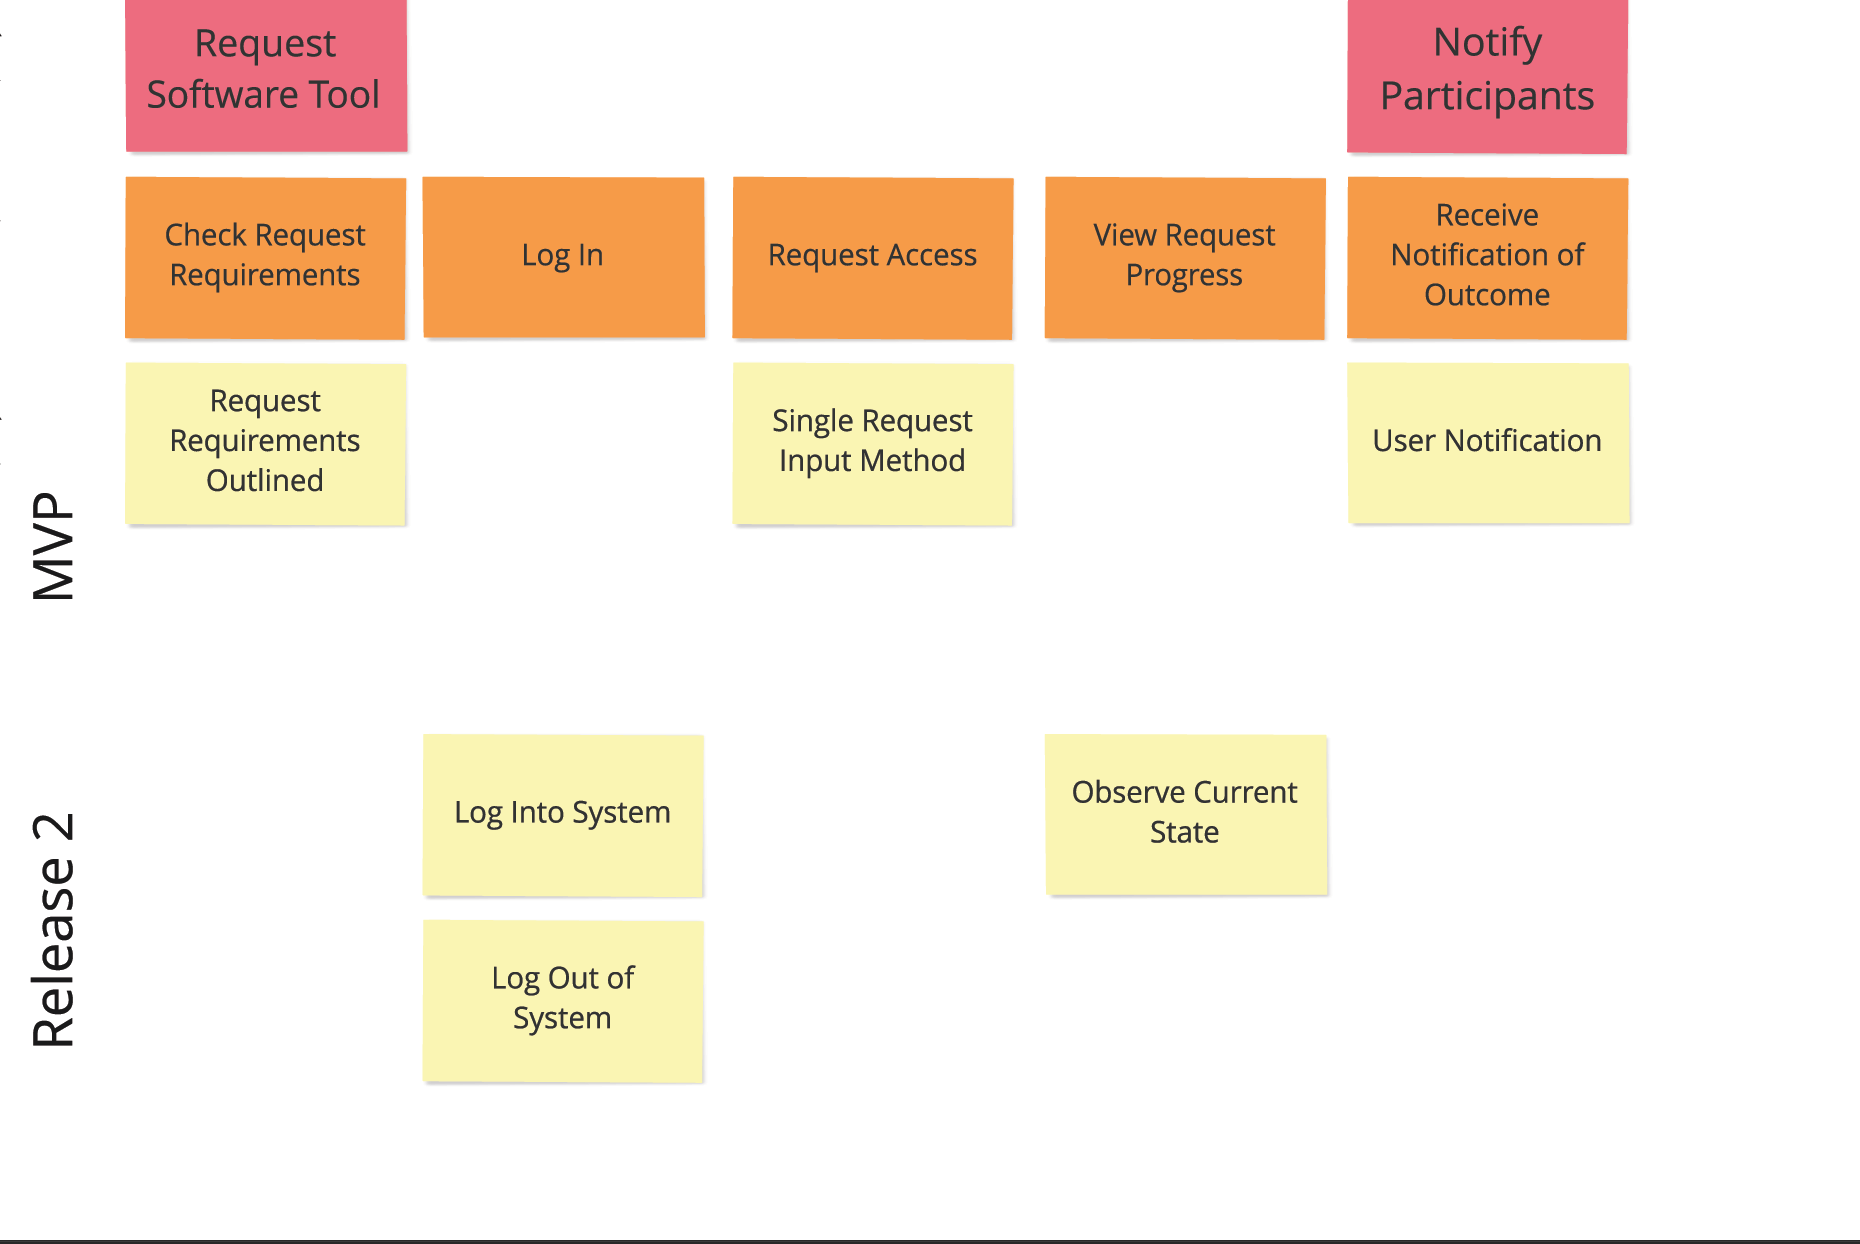 Request
Software Tool
Notify
Participants
Check Request
Requirements
Log In
Request Access
View Request
Progress
Receive
Notification of
Outcome
MVP
Request
Requirements
Outlined
Single Request
Input Method
User Notification
Release 2
Log Into System
Observe Current
State
Log Out of
System